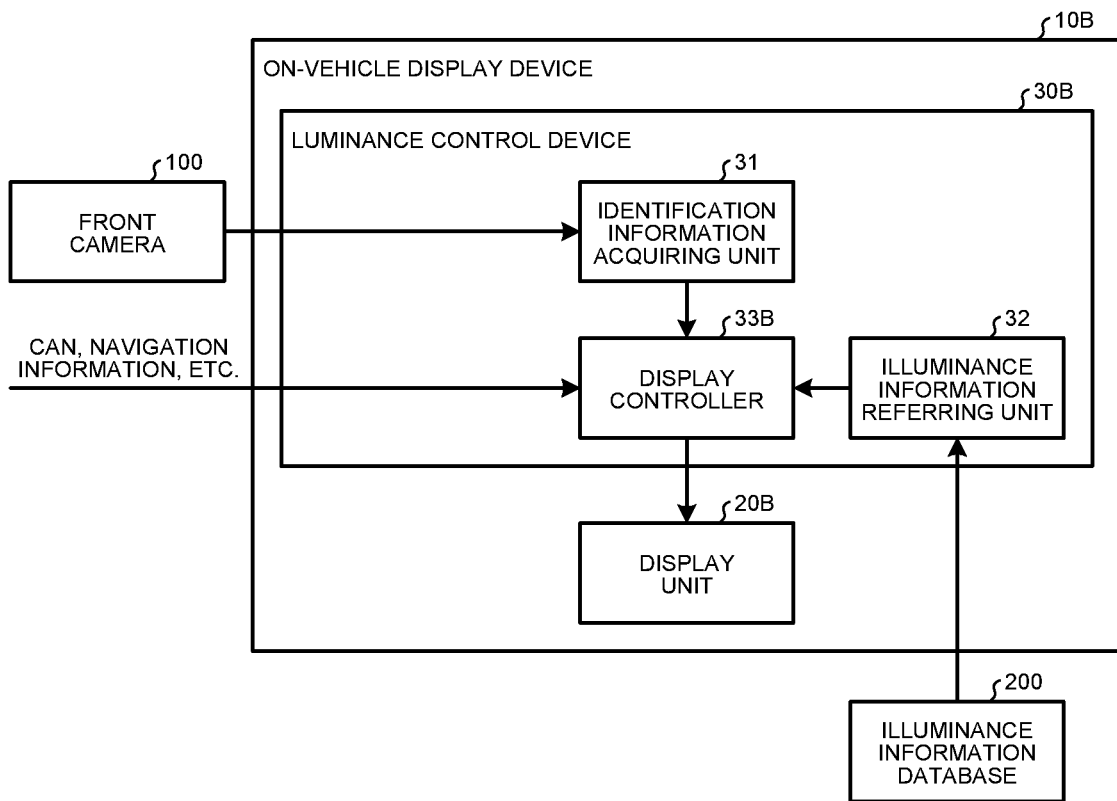 10B
ON-VEHICLE DISPLAY DEVICE
30B
LUMINANCE CONTROL DEVICE
100
FRONT
CAMERA
31
IDENTIFICATION
INFORMATION
ACQUIRING UNIT
CAN, NAVIGATION
INFORMATION, ETC.
33B
DISPLAY
CONTROLLER
32
ILLUMINANCE
INFORMATION
REFERRING UNIT
20B
DISPLAY
UNIT
200
ILLUMINANCE
INFORMATION
DATABASE